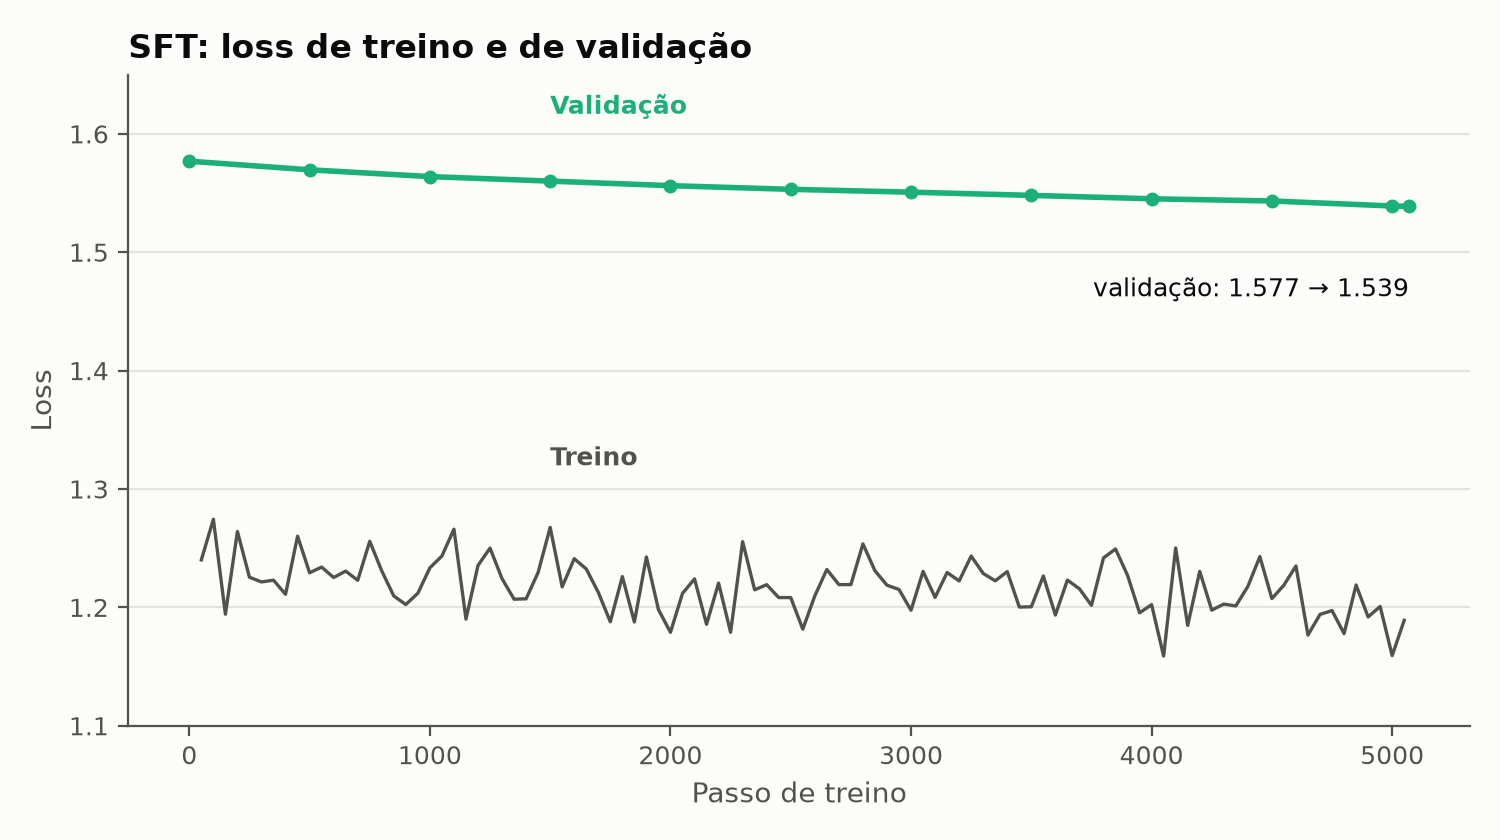 SFT: loss de treino e de validação
Validação
validação: 1.577 → 1.539
Treino
Loss
1.6
1.5
1.4
1.3
1.2
1.1
0
1000
2000
3000
4000
5000
Passo de treino